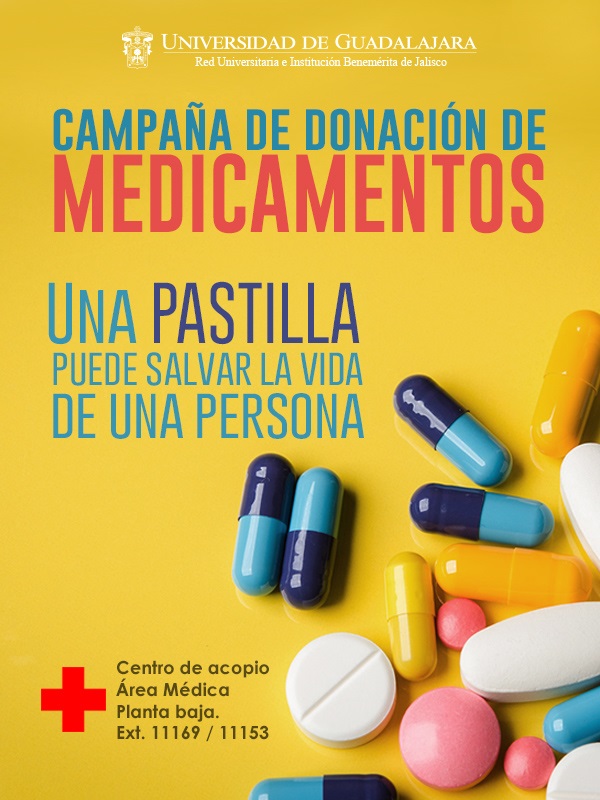 UNIVERSIDAD DE GUADALAJARA
Red Universitaria e Institución Benemérita de Jalisco
CAMPAÑA DE DONACIÓN DE
MEDICAMENTOS
UNA PASTILLA
PUEDE SALVAR LA VIDA
DE UNA PERSONA
Centro de acopio
Área Médica
Planta baja.
Ext. 11169 / 11153